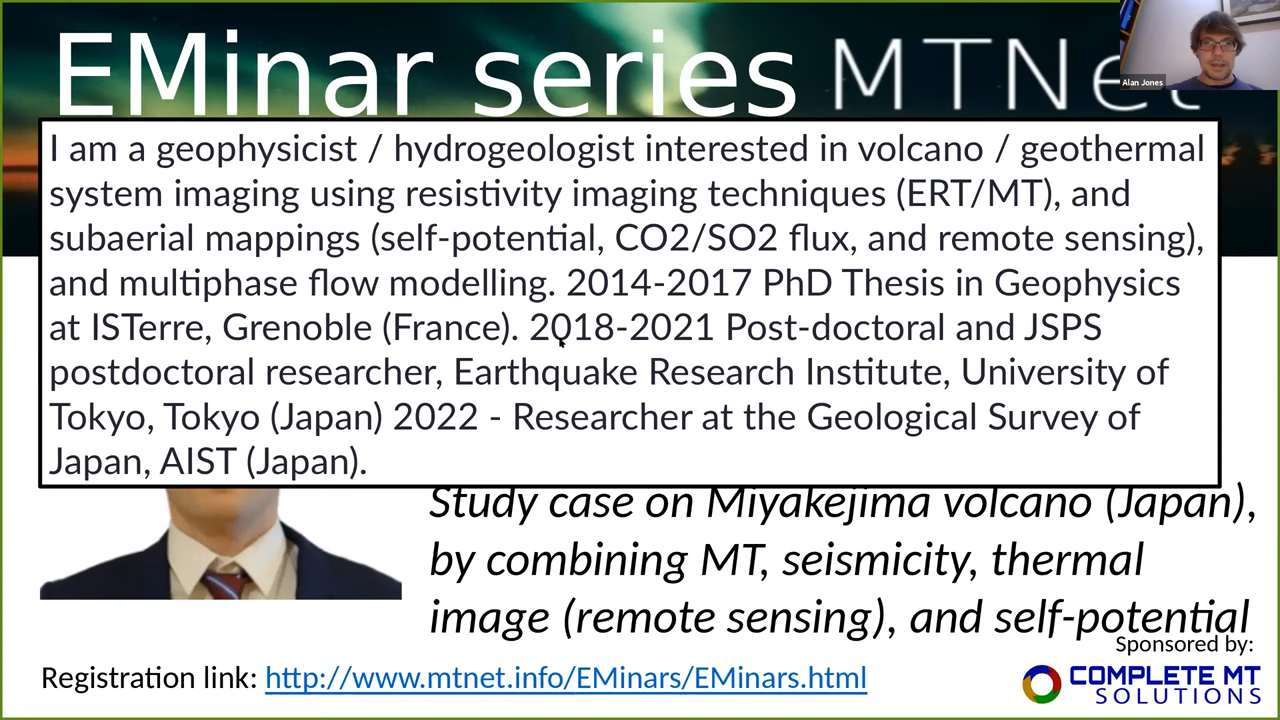 EMinar series MTNet
Alan Jones
I am a geophysicist / hydrogeologist interested in volcano / geothermal
system imaging using resistivity imaging techniques (ERT/MT), and
subaerial mappings (self-potential, CO2/SO2 flux, and remote sensing),
and multiphase flow modelling. 2014-2017 PhD Thesis in Geophysics
at ISTerre, Grenoble (France). 2018-2021 Post-doctoral and JSPS
postdoctoral researcher, Earthquake Research Institute, University of
Tokyo, Tokyo (Japan) 2022 - Researcher at the Geological Survey of
Japan, AIST (Japan).
Study case on Miyakejima volcano (Japan),
by combining MT, seismicity, thermal
image (remote sensing), and self-potential
Sponsored by:
Registration link: http://www.mtnet.info/EMinars/EMinars.html
COMPLETE MT
SOLUTIONS